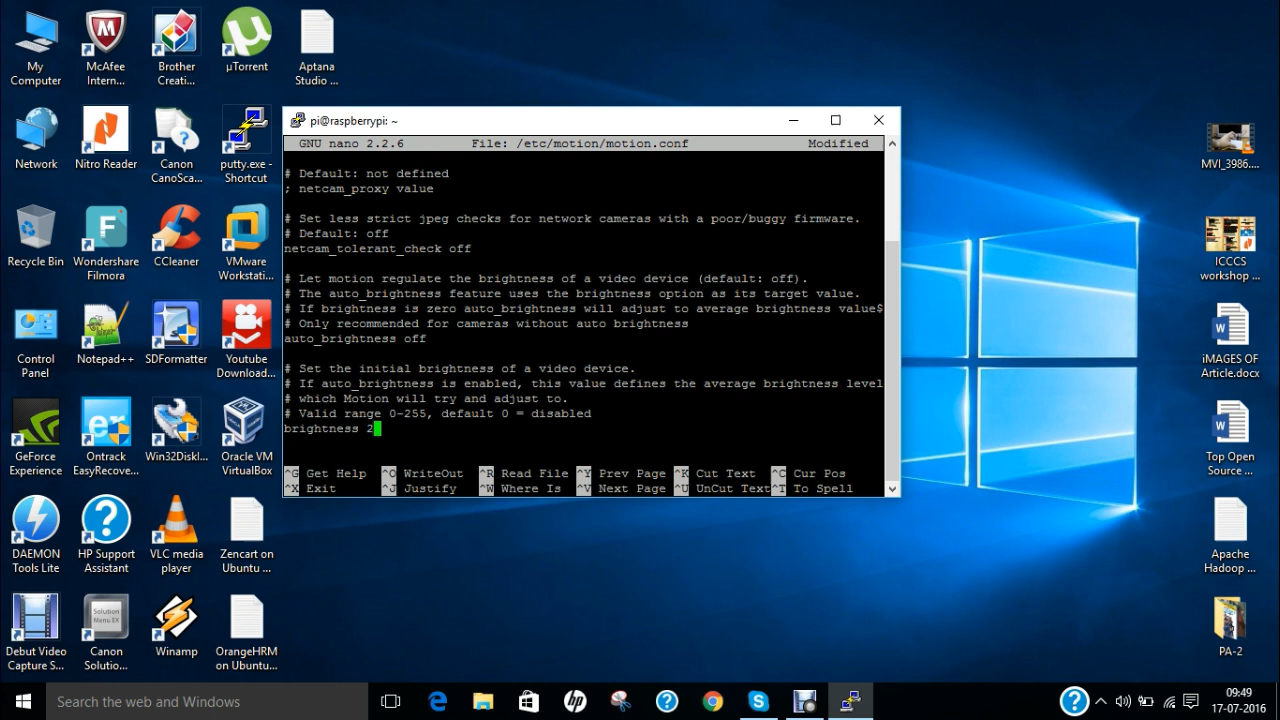 My Computer
McAfee Intern...
Brother Creati...
µTorrent
Aptana Studio ...
Network
Nitro Reader
Canon CanoSca...
putty.exe - Shortcut
Recycle Bin
Wondershare Filmora
CCleaner
VMware Workstati...
Control Panel
Notepad++
SDFormatter
Youtube Download...
GeForce Experience
Ontrack EasyRecove...
Win32DiskI...
Oracle VM VirtualBox
DAEMON Tools Lite
HP Support Assistant
VLC media player
Zencart on Ubuntu ...
Debut Video Capture S...
Solution Menu EX
Canon Solutio...
Winamp
OrangeHRM on Ubuntu...
pi@raspberrypi: ~
GNU nano 2.2.6 File: /etc/motion/motion.conf Modified
# Default: not defined
; netcam_proxy value
# Set less strict jpeg checks for network cameras with a poor/buggy firmware.
# Default: off
netcam_tolerant_check off
# Let motion regulate the brightness of a video device (default: off).
# The auto_brightness feature uses the brightness option as its target value.
# If brightness is zero auto_brightness will adjust to average brightness value$
# Only recommended for cameras without auto brightness
auto_brightness off
# Set the initial brightness of a video device.
# If auto_brightness is enabled, this value defines the average brightness level
# which Motion will try and adjust to.
# Valid range 0-255, default 0 = disabled
brightness 2
^G Get Help ^O WriteOut ^R Read File ^Y Prev Page ^K Cut Text ^C Cur Pos
^X Exit ^J Justify ^W Where Is ^V Next Page ^U UnCut Text ^T To Spell
MVI_3986....
ICCCS workshop ...
iMAGES OF Article.docx
Top Open Source ...
Apache Hadoop ...
PA-2
Search the web and Windows
09:49
17-07-2016